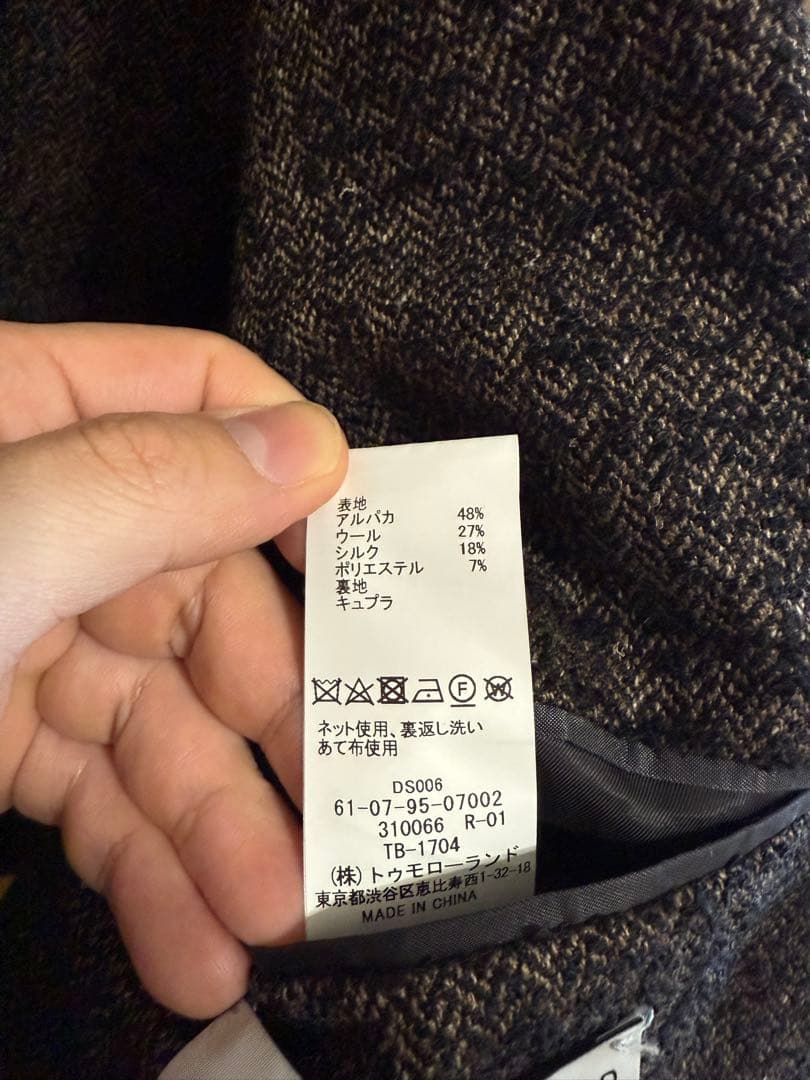 表地
アルパカ 48%
ウール 27%
シルク 18%
ポリエステル 7%
裏地
キュプラ
F W
ネット使用、裏返し洗い
あて布使用
DS006
61-07-95-07002
310066 R-01
TB-1704
(株)トゥモローランド
東京都渋谷区恵比寿西1-32-18
MADE IN CHINA